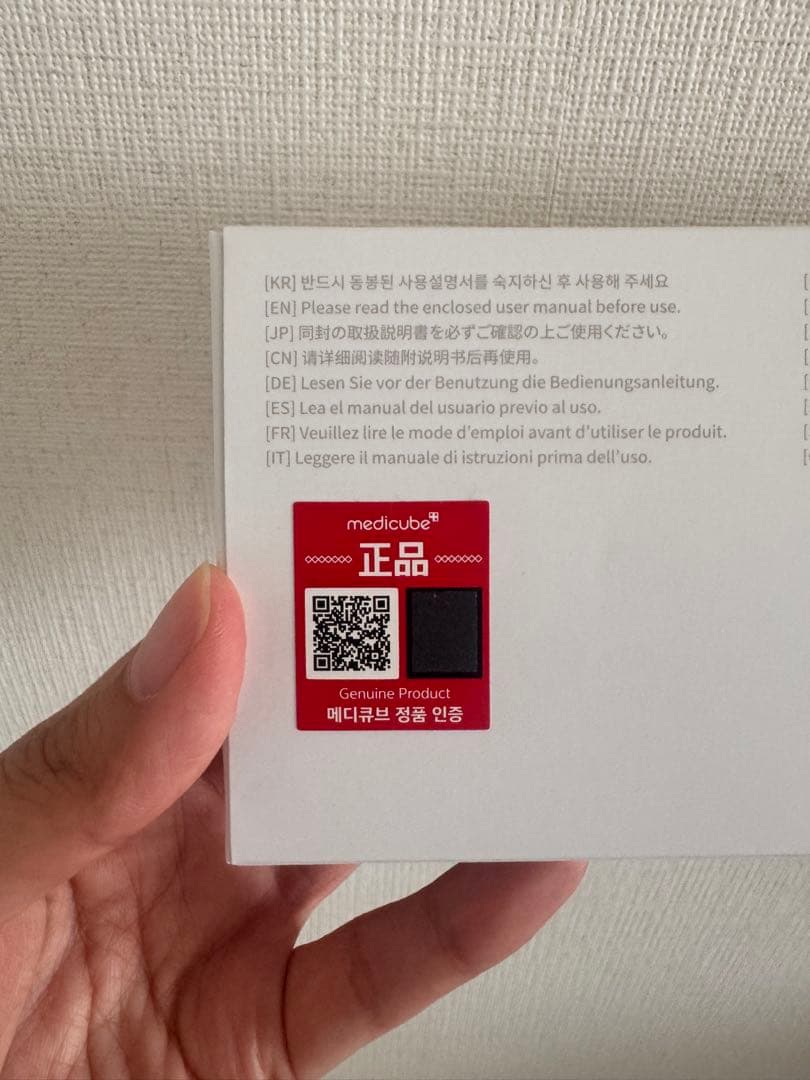 [KR] 반드시 동봉된 사용설명서를 숙지하신 후 사용해 주세요
[EN] Please read the enclosed user manual before use.
[JP] 同封の取扱説明書を必ずご確認の上ご使用ください。
[CN] 请详细阅读随附说明书后再使用。
[DE] Lesen Sie vor der Benutzung die Bedienungsanleitung.
[ES] Lea el manual del usuario previo al uso.
[FR] Veuillez lire le mode d'emploi avant d'utiliser le produit.
[IT] Leggere il manuale di istruzioni prima dell'uso.
medicube
正品
Genuine Product
메디큐브 정품 인증